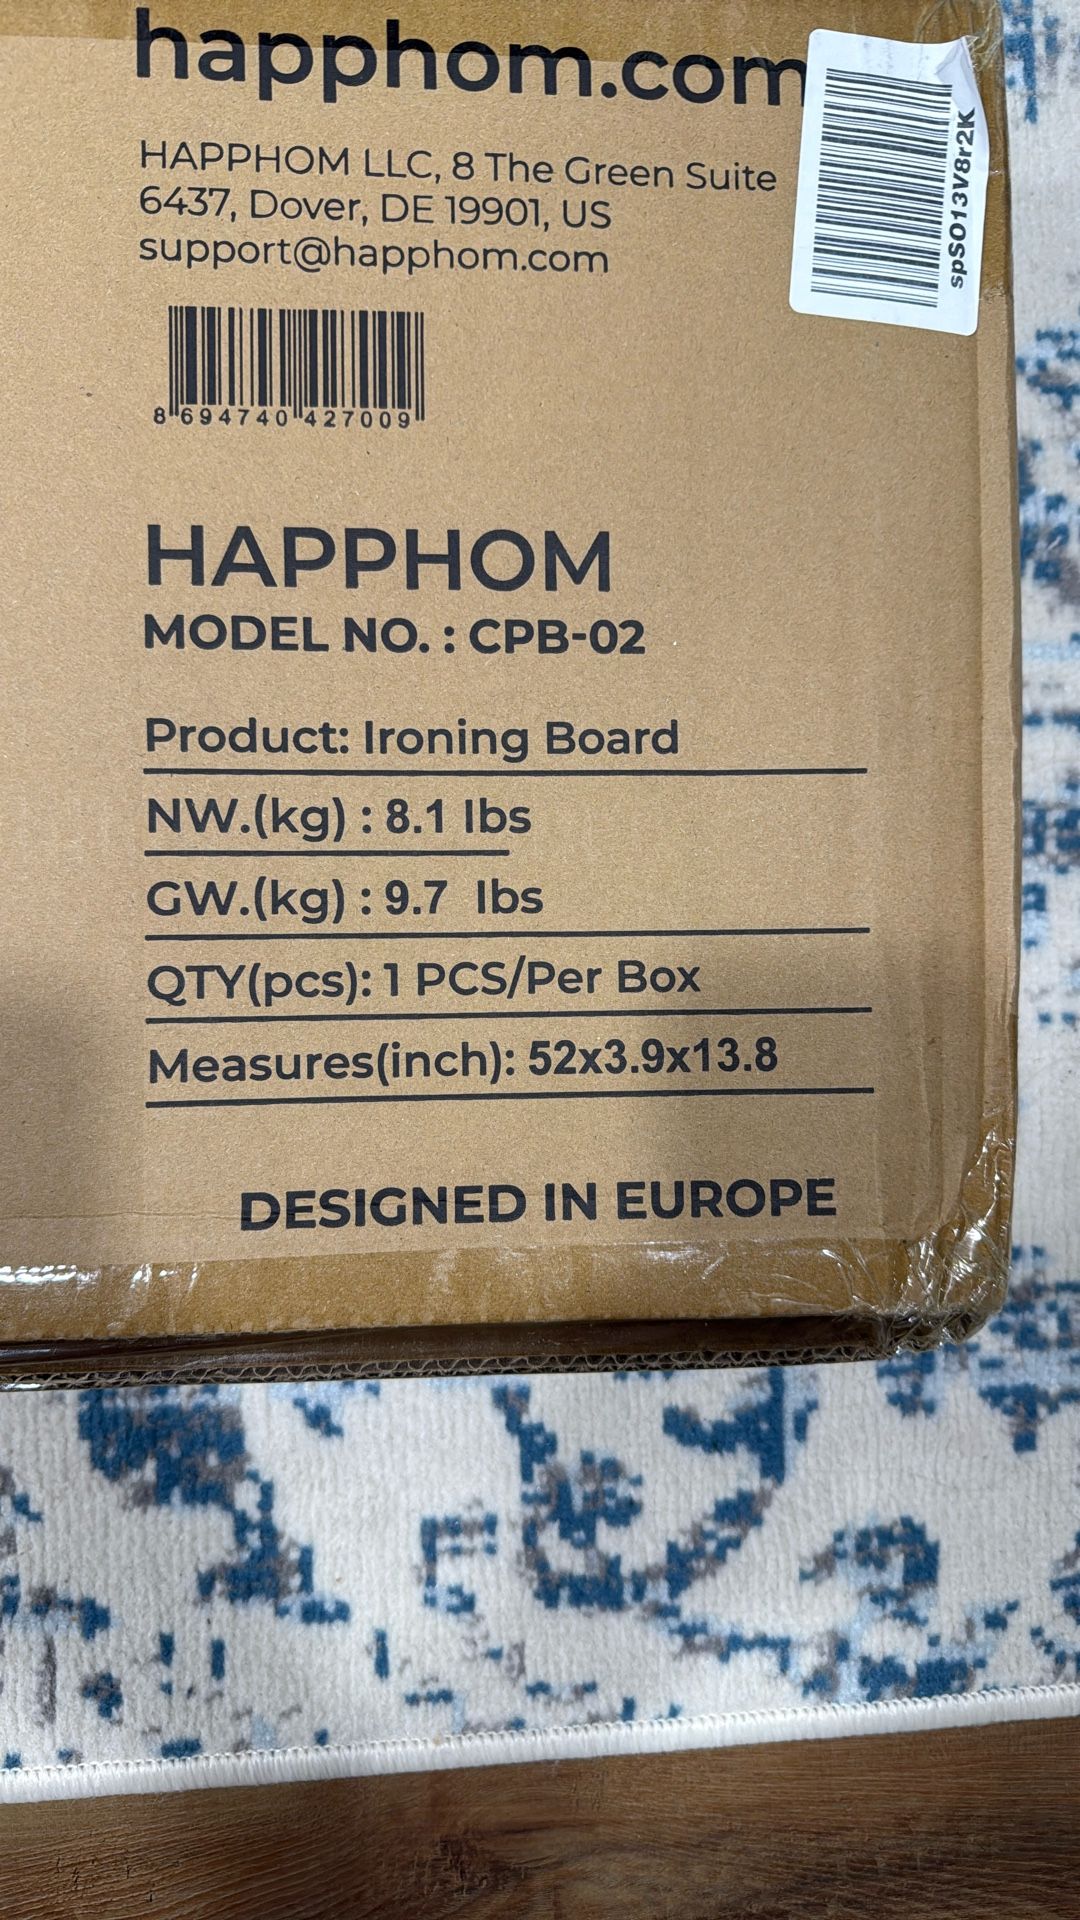 happhom.com
HAPPHOM LLC, 8 The Green Suite
6437, Dover, DE 19901, US
support@happhom.com
8 694740 427009
spSO13V8r2K
HAPPHOM
MODEL NO. : CPB-02
Product: Ironing Board
NW.(kg) : 8.1 lbs
GW.(kg) : 9.7 lbs
QTY(pcs): 1 PCS/Per Box
Measures(inch): 52x3.9x13.8
DESIGNED IN EUROPE